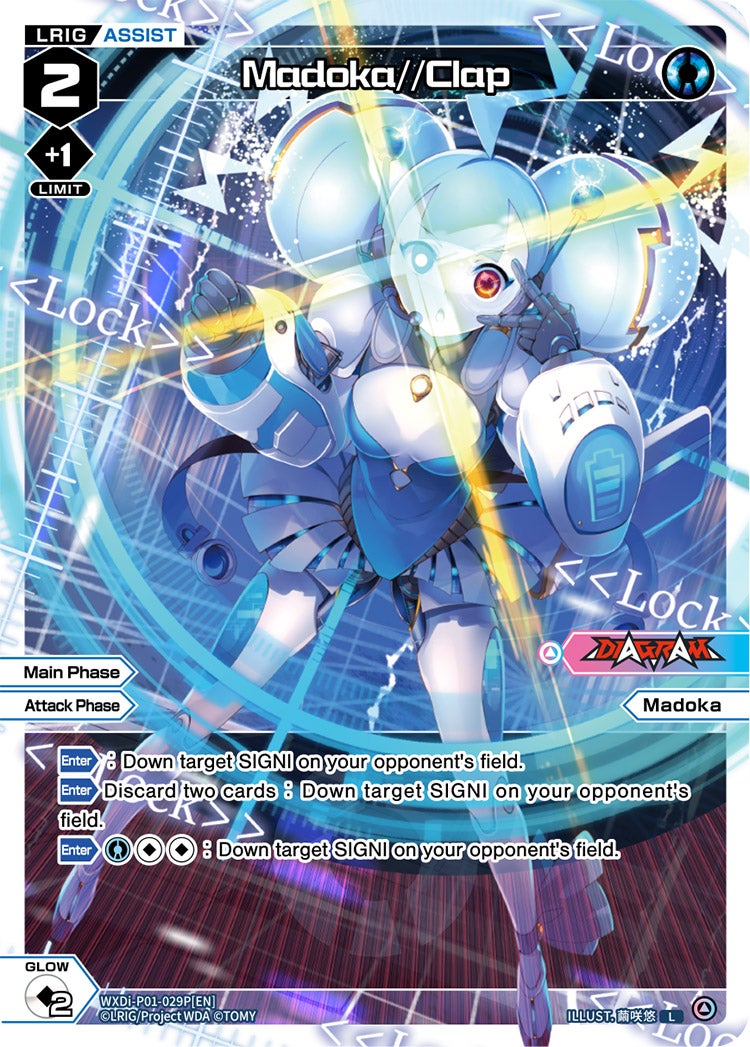 LRIG ASSIST
<<Lock>>
2
Madoka//Clap
+1
LIMIT
<<Lock>>
<<Lock
DIAGRAM
Main Phase
Attack Phase
Madoka
<<Lock>>
Enter : Down target SIGNI on your opponent's field.
Enter Discard two cards : Down target SIGNI on your opponent's
field.
Enter : Down target SIGNI on your opponent's field.
GLOW
2
WXDi-P01-029P[EN]
©LRIG/Project WDA ©TOMY
ILLUST. 繭咲悠 L